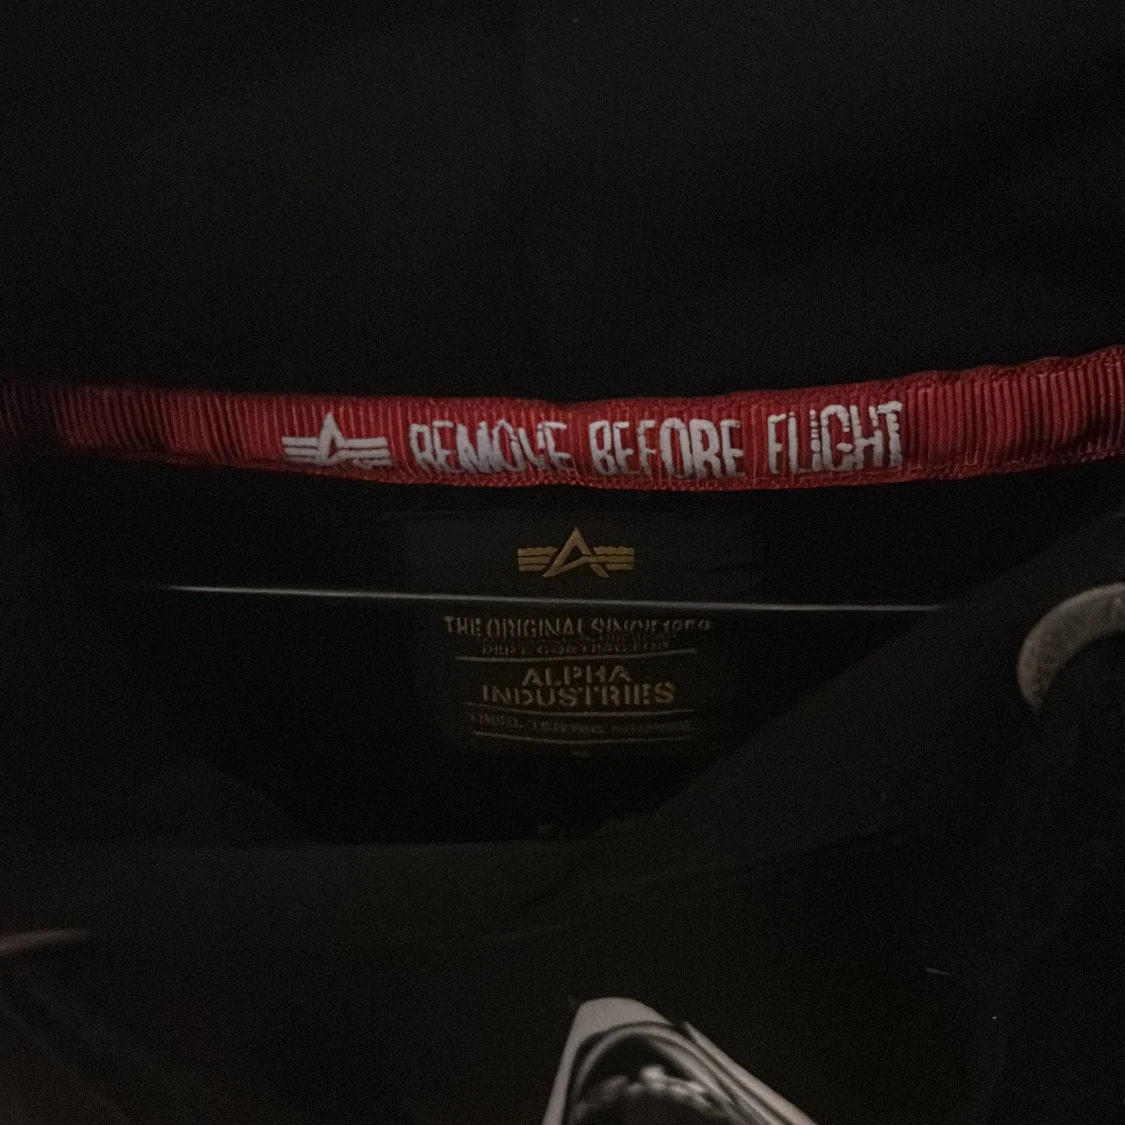 REMOVE BEFORE FLIGHT
THE ORIGINAL SINCE 1959
ALPHA
INDUSTRIES